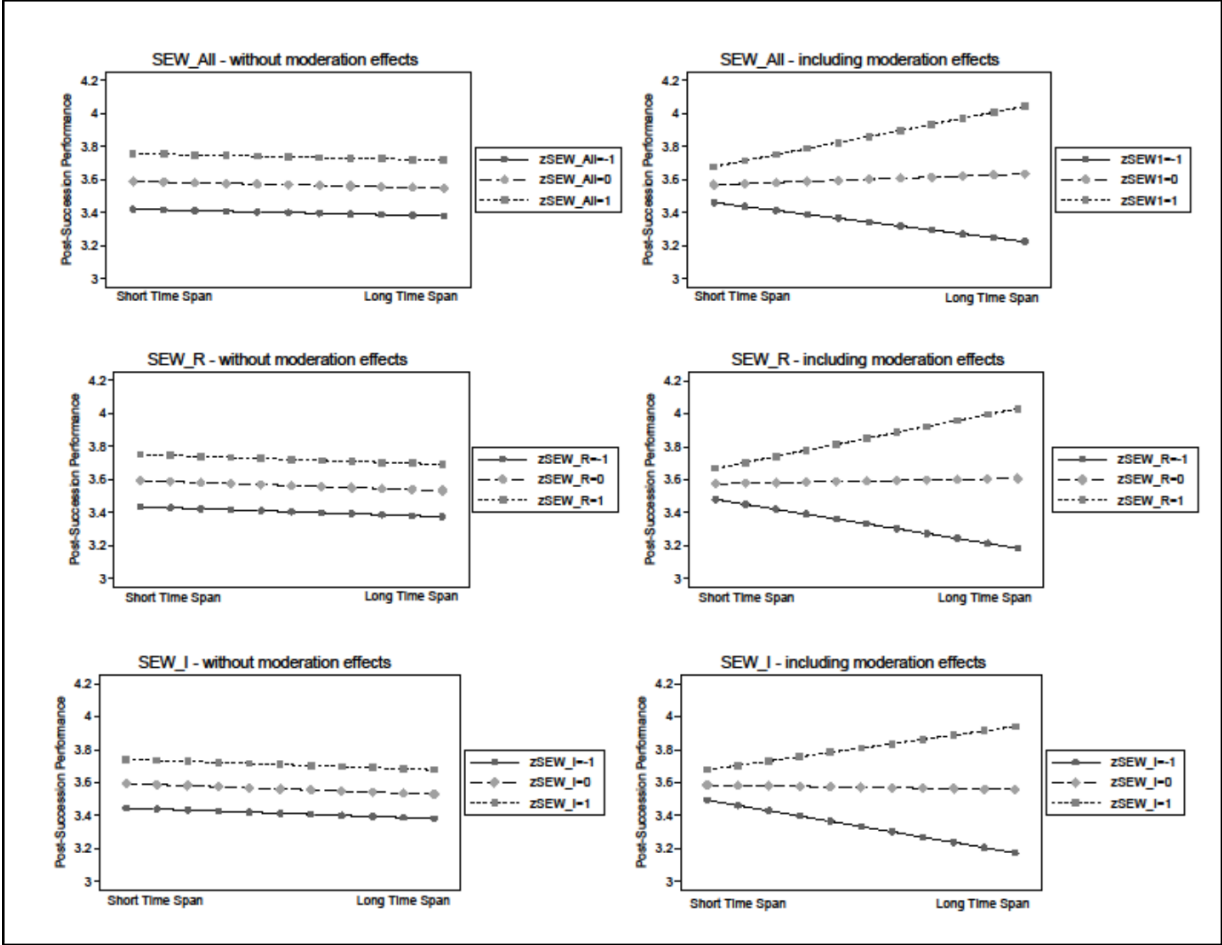 SEW_All - without moderation effects
4.2
4
3.8
3.6
3.4
3.2
3
Post-Succession Performance
Short Time Span Long Time Span
zSEW_All=-1
zSEW_All=0
zSEW_All=1
SEW_All - including moderation effects
4.2
4
3.8
3.6
3.4
3.2
3
Post-Succession Performance
Short Time Span Long Time Span
zSEW1=-1
zSEW1=0
zSEW1=1
SEW_R - without moderation effects
4.2
4
3.8
3.6
3.4
3.2
3
Post-Succession Performance
Short Time Span Long Time Span
zSEW_R=-1
zSEW_R=0
zSEW_R=1
SEW_R - including moderation effects
4.2
4
3.8
3.6
3.4
3.2
3
Post-Succession Performance
Short Time Span Long Time Span
zSEW_R=-1
zSEW_R=0
zSEW_R=1
SEW_I - without moderation effects
4.2
4
3.8
3.6
3.4
3.2
3
Post-Succession Performance
Short Time Span Long Time Span
zSEW_I=-1
zSEW_I=0
zSEW_I=1
SEW_I - including moderation effects
4.2
4
3.8
3.6
3.4
3.2
3
Post-Succession Performance
Short Time Span Long Time Span
zSEW_I=-1
zSEW_I=0
zSEW_I=1